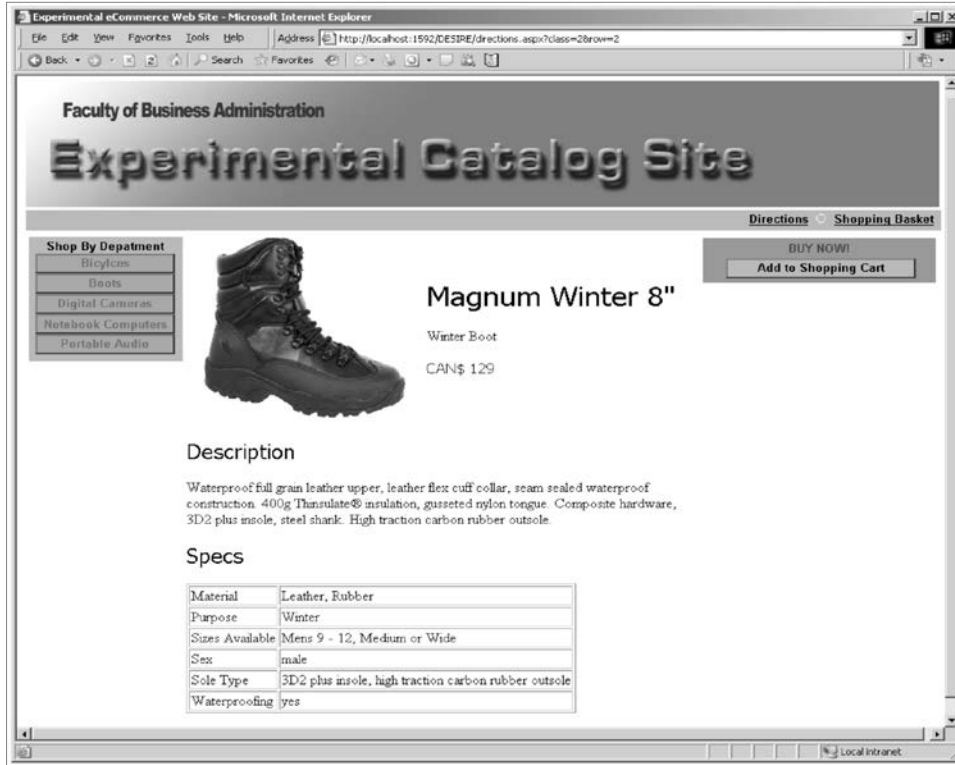 Experimental eCommerce Web Site - Microsoft Internet Explorer
File Edit View Favorites Tools Help Address http://localhost:1592/DESIRE/directions.aspx?class=2&row=2
Back Search Favorites
Faculty of Business Administration
Experimental Catalog Site
Directions Shopping Basket
Shop By Depatment
Bicylces
Boots
Digital Cameras
Notebook Computers
Portable Audio
BUY NOW!
Add to Shopping Cart
Magnum Winter 8"
Winter Boot
CAN$ 129
Description
Waterproof full grain leather upper, leather flex cuff collar, seam sealed waterproof
construction. 400g Thinsulate® insulation, gusseted nylon tongue. Composite hardware,
3D2 plus insole, steel shank. High traction carbon rubber outsole.
Specs
Material Leather, Rubber
Purpose Winter
Sizes Available Mens 9 - 12, Medium or Wide
Sex male
Sole Type 3D2 plus insole, high traction carbon rubber outsole
Waterproofing yes
Local intranet